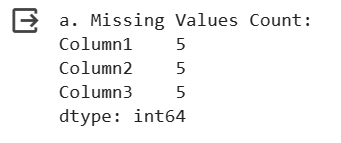 a. Missing Values Count:
Column1    5
Column2    5
Column3    5
dtype: int64